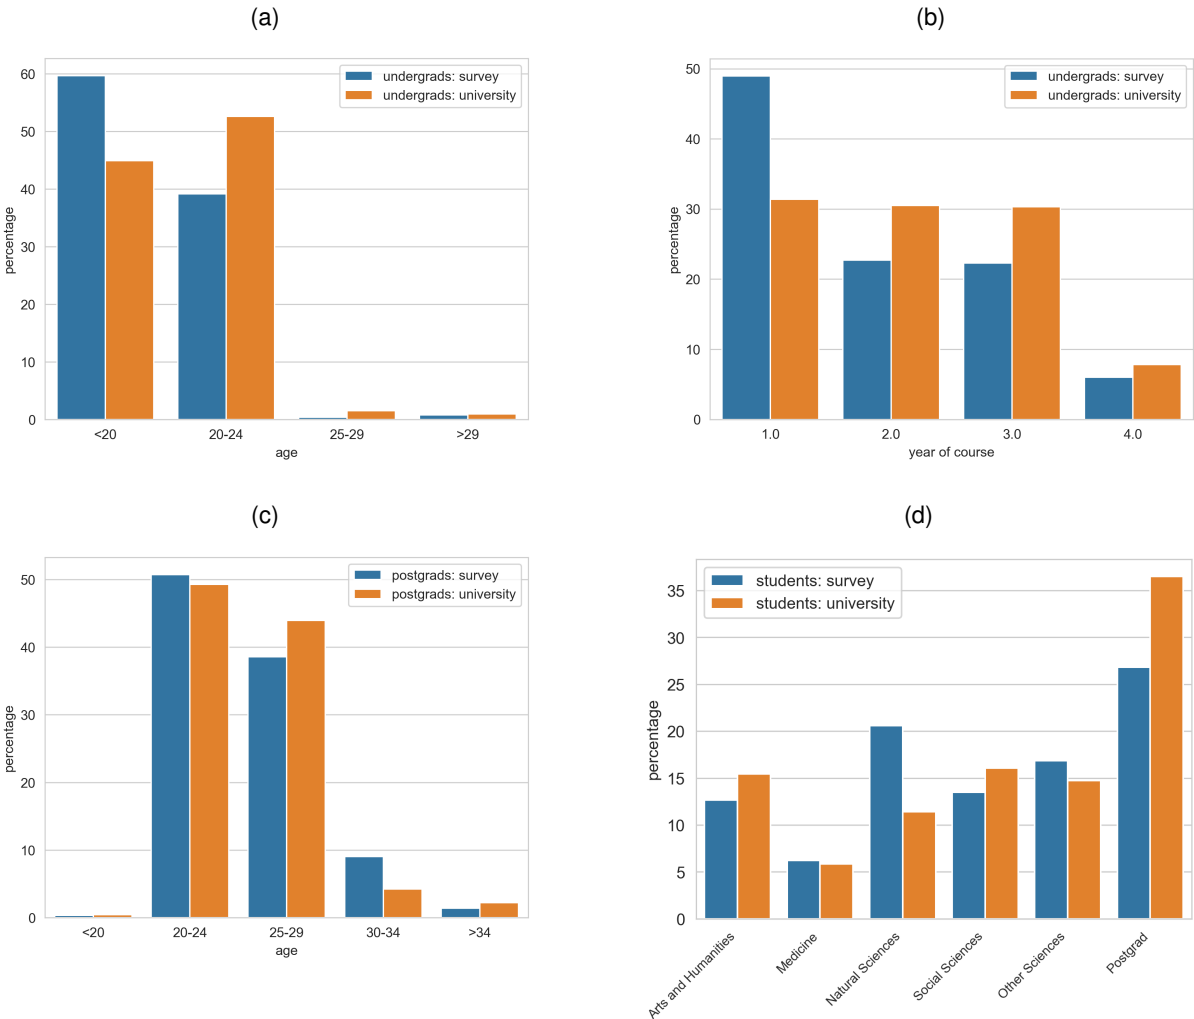 (a)
60
50
40
30
20
10
0
percentage
undergrads: survey
undergrads: university
<20 20-24 25-29 >29
age
(b)
50
40
30
20
10
0
percentage
undergrads: survey
undergrads: university
1.0 2.0 3.0 4.0
year of course
(c)
50
40
30
20
10
0
percentage
postgrads: survey
postgrads: university
<20 20-24 25-29 30-34 >34
age
(d)
35
30
25
20
15
10
5
0
percentage
students: survey
students: university
Arts and Humanities
Medicine
Natural Sciences
Social Sciences
Other Sciences
Postgrad